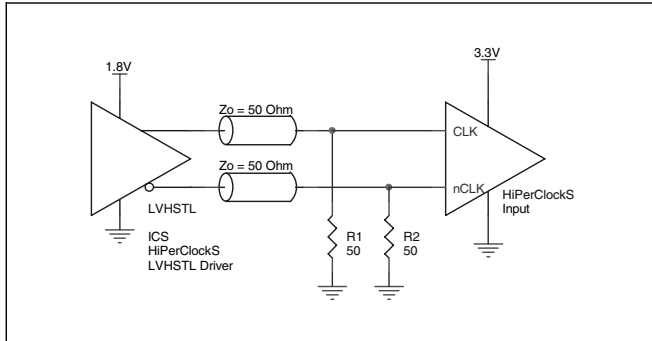 1.8V
3.3V
Zo = 50 Ohm
CLK
Zo = 50 Ohm
nCLK
HiPerClockS
Input
LVHSTL
ICS
HiPerClockS
LVHSTL Driver
R1
50
R2
50